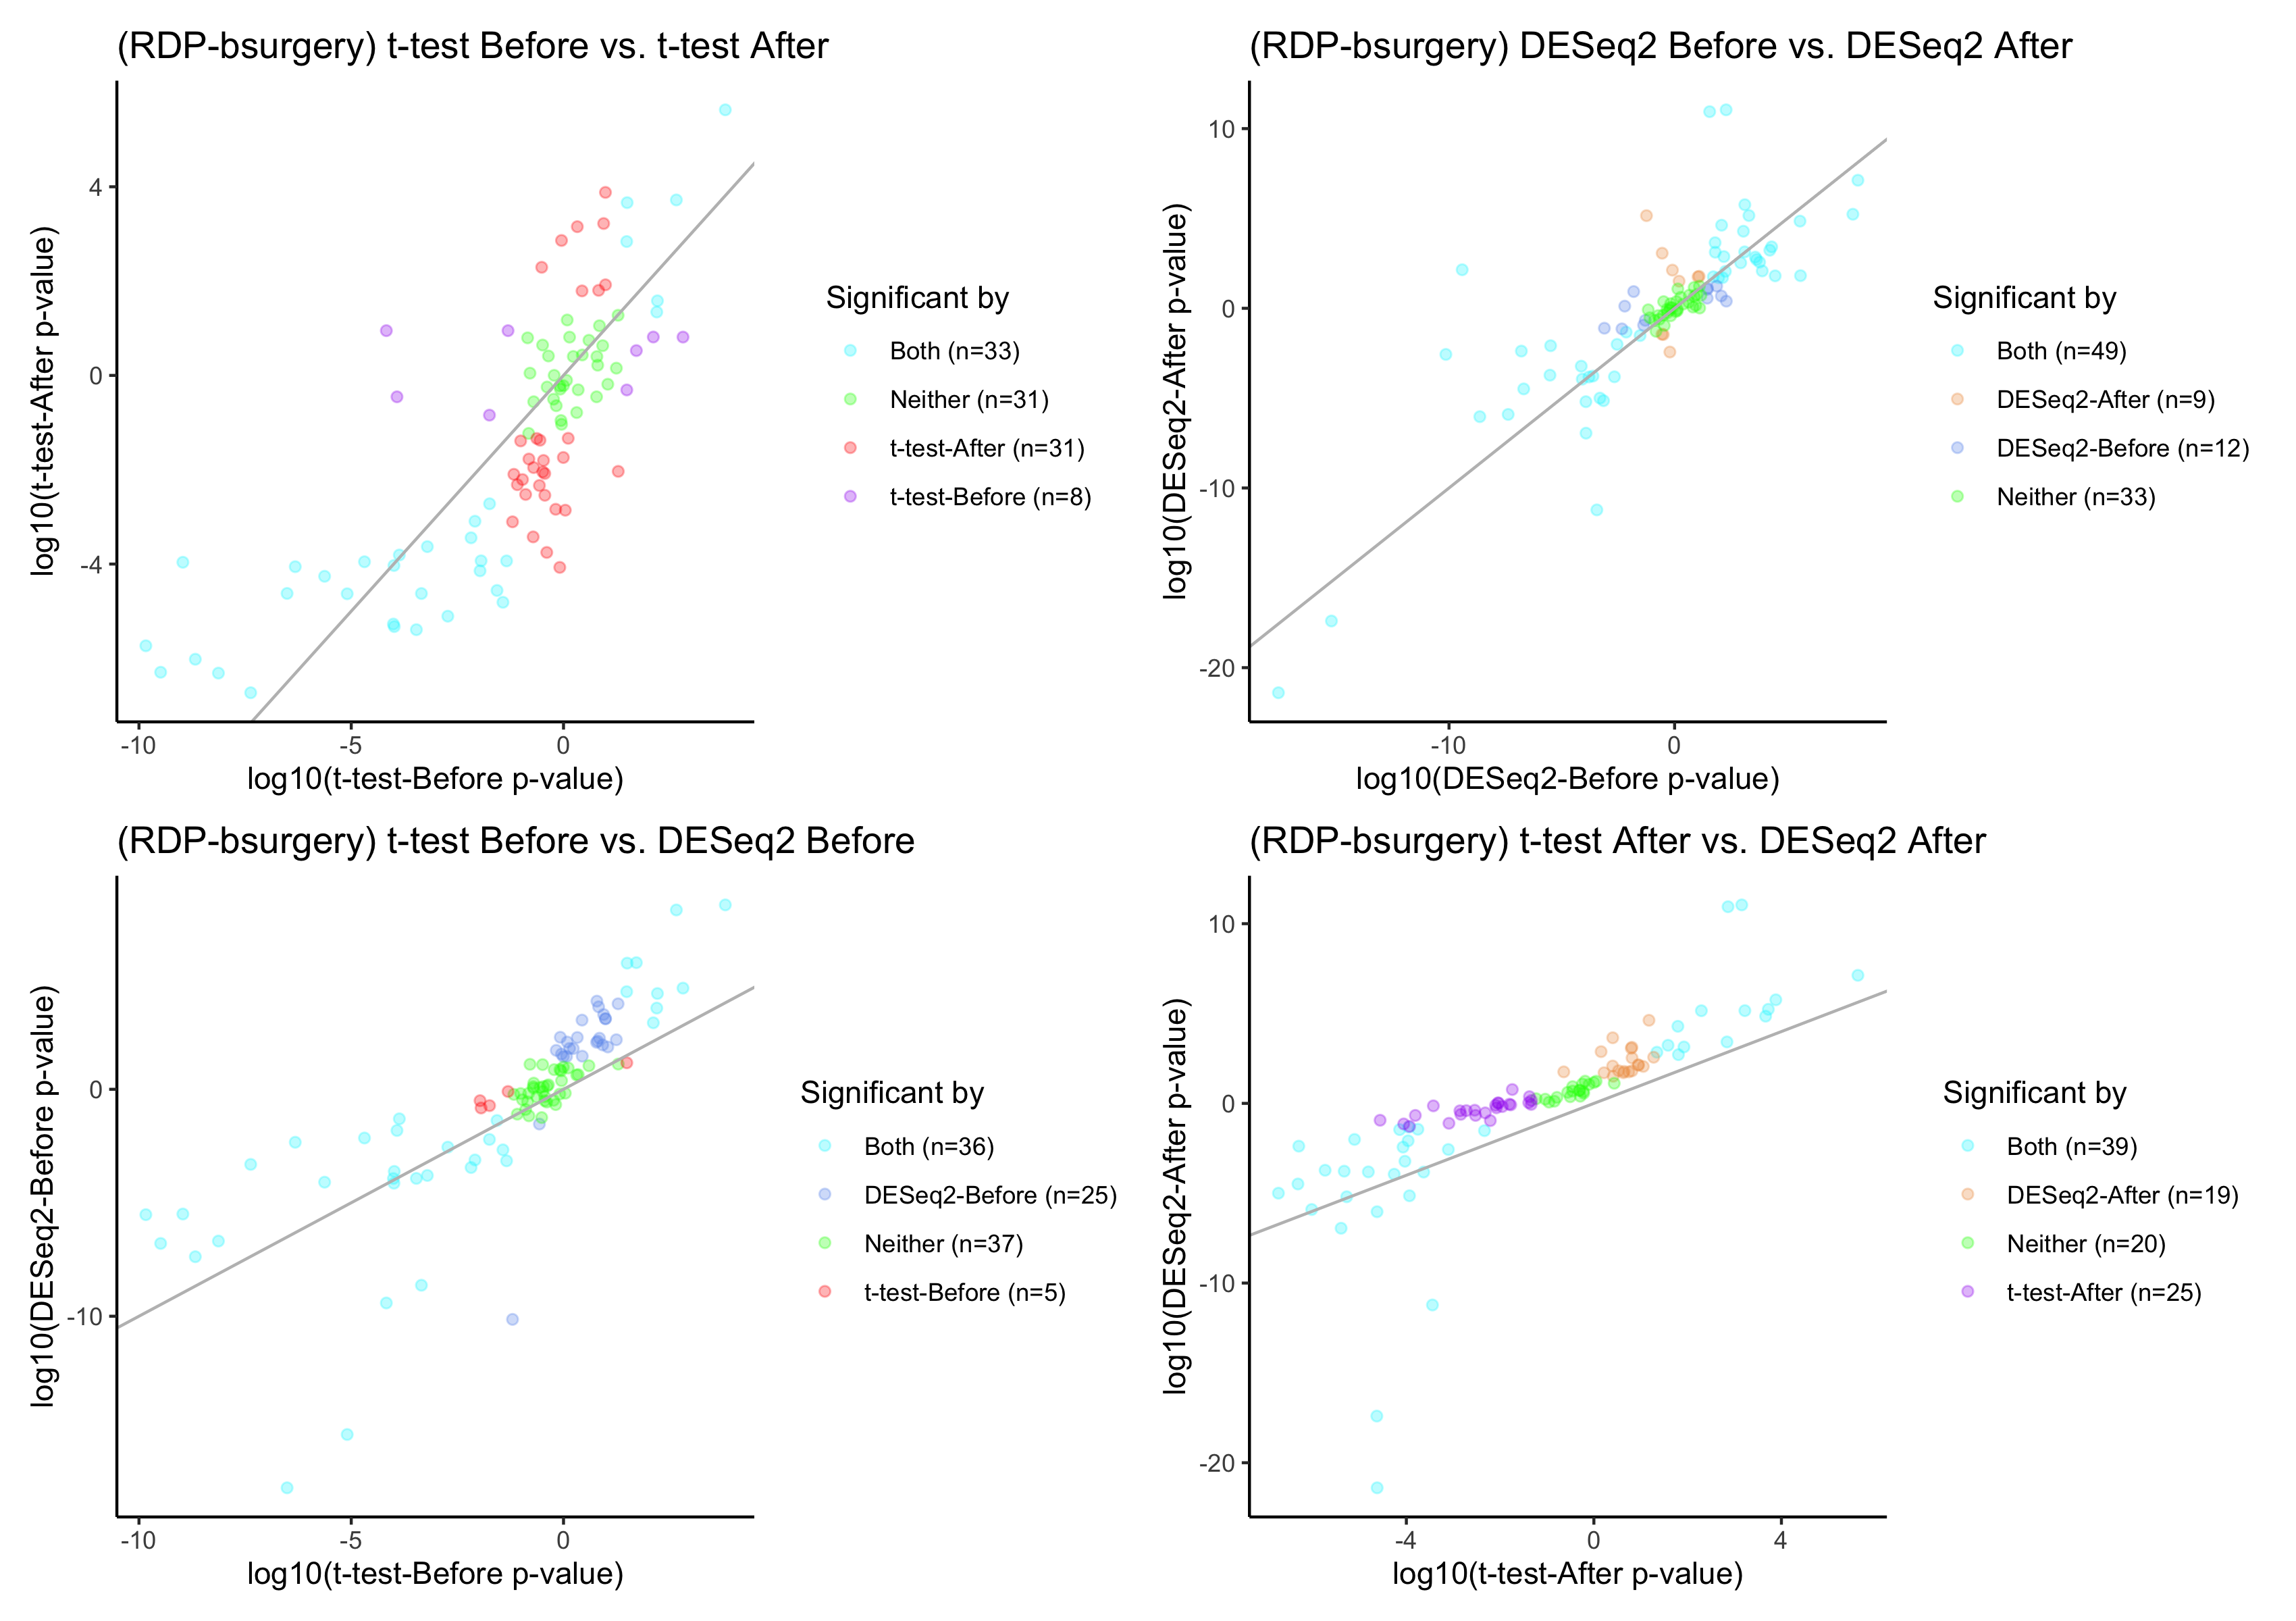 (RDP-bsurgery) t-test Before vs. t-test After
log10(t-test-After p-value)
4
0
-4
-10
-5
0
log10(t-test-Before p-value)
Significant by
Both (n=33)
Neither (n=31)
t-test-After (n=31)
t-test-Before (n=8)
(RDP-bsurgery) DESeq2 Before vs. DESeq2 After
log10(DESeq2-After p-value)
10
0
-10
-20
-10
0
log10(DESeq2-Before p-value)
Significant by
Both (n=49)
DESeq2-After (n=9)
DESeq2-Before (n=12)
Neither (n=33)
(RDP-bsurgery) t-test Before vs. DESeq2 Before
log10(DESeq2-Before p-value)
0
-10
-10
-5
0
log10(t-test-Before p-value)
Significant by
Both (n=36)
DESeq2-Before (n=25)
Neither (n=37)
t-test-Before (n=5)
(RDP-bsurgery) t-test After vs. DESeq2 After
log10(DESeq2-After p-value)
10
0
-10
-20
-4
0
4
log10(t-test-After p-value)
Significant by
Both (n=39)
DESeq2-After (n=19)
Neither (n=20)
t-test-After (n=25)